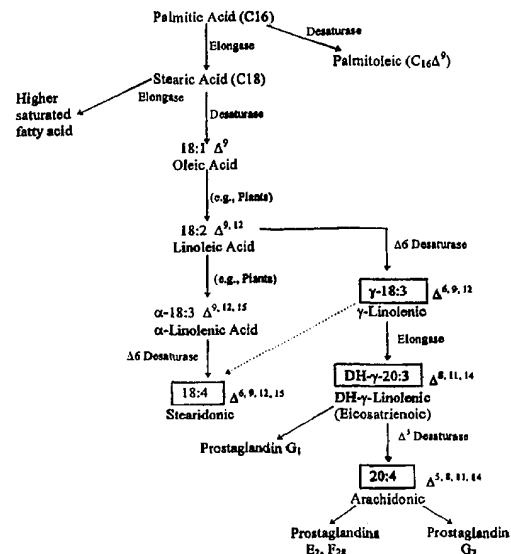 Palmitic Acid (C16)
Desaturase
Elongase
Palmitoleic (C₁₆Δ⁹)
Stearic Acid (C18)
Elongase
Higher
saturated
fatty acid
Desaturase
18:1 Δ⁹
Oleic Acid
(e.g., Plants)
18:2 Δ⁹,¹²
Linoleic Acid
Δ6 Desaturase
(e.g., Plants)
γ-18:3 Δ⁶,⁹,¹²
γ-Linolenic
α-18:3 Δ⁹,¹²,¹⁵
α-Linolenic Acid
Elongase
Δ6 Desaturase
DH-γ-20:3 Δ⁸,¹¹,¹⁴
DH-γ-Linolenic
(Eicosatrienoic)
18:4 Δ⁶,⁹,¹²,¹⁵
Stearidonic
Δ⁵ Desaturase
Prostaglandin G₁
20:4 Δ⁵,⁸,¹¹,¹⁴
Arachidonic
Prostaglandins
Prostaglandin